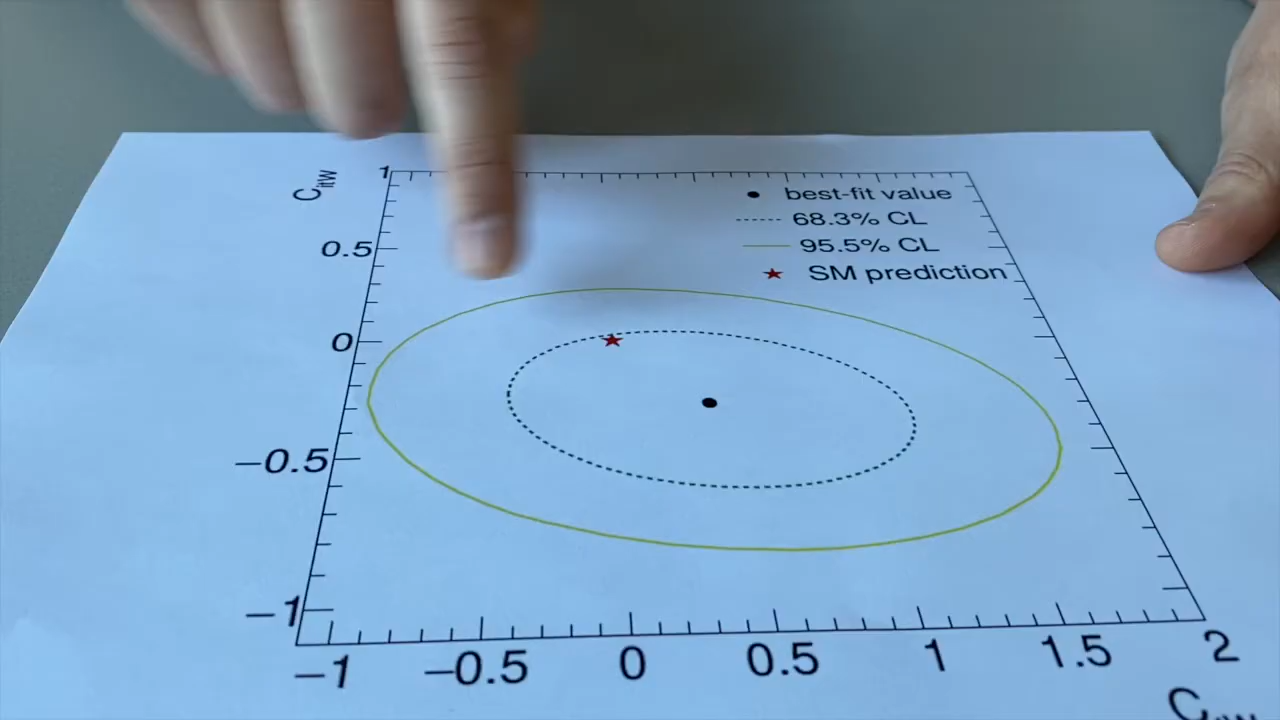 C_itW
1
best-fit value
68.3% CL
0.5
95.5% CL
SM prediction
0
−0.5
−1
−1 −0.5 0 0.5 1 1.5 2